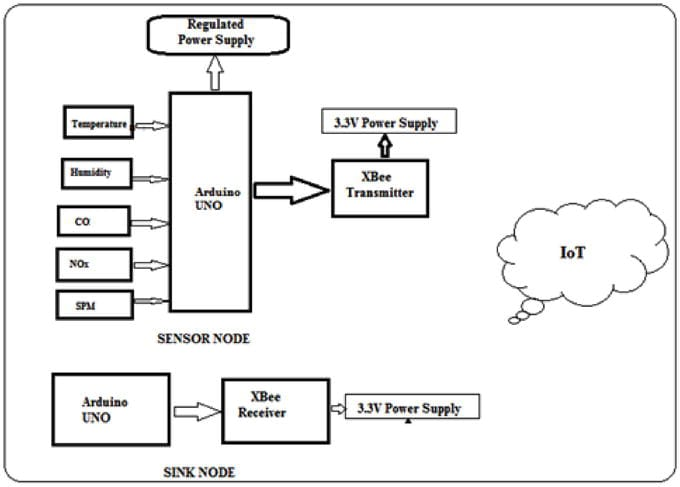 Regulated
Power Supply
Temperature
Humidity
CO
NOx
SPM
Arduino
UNO
3.3V Power Supply
XBee
Transmitter
IoT
SENSOR NODE
Arduino
UNO
XBee
Receiver
3.3V Power Supply
SINK NODE